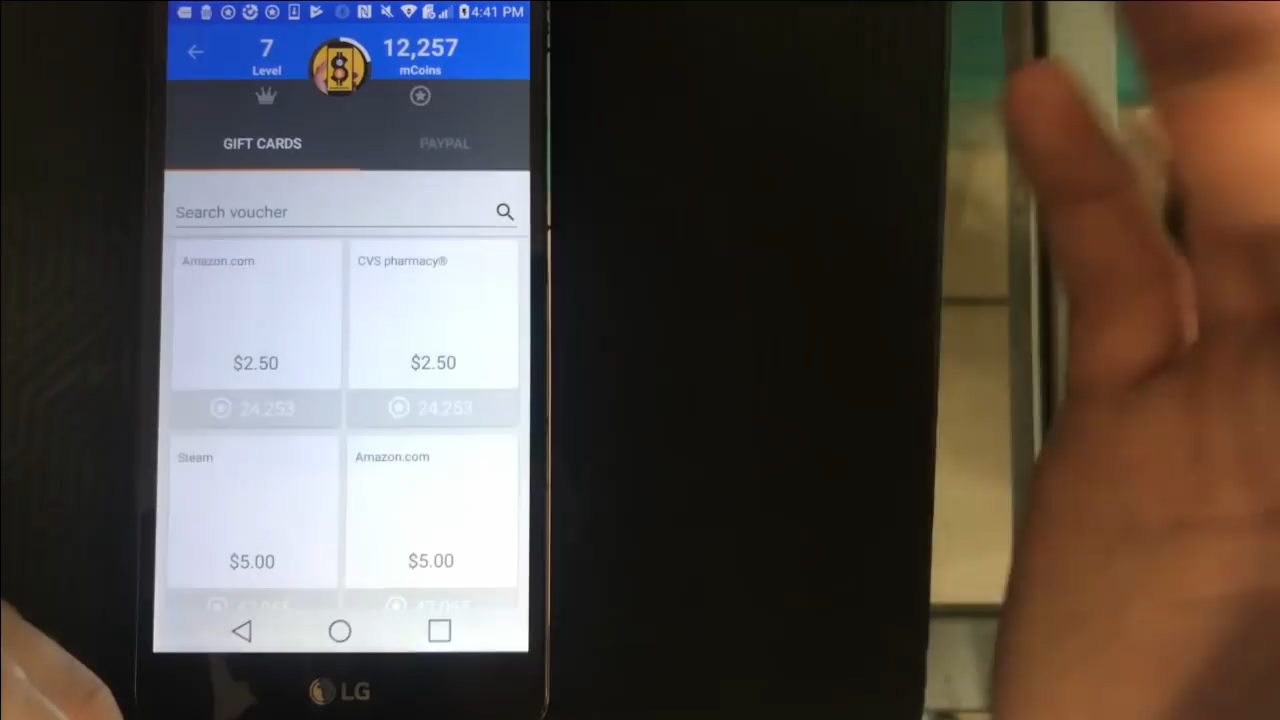 4:41 PM
7
12,257
Level
mCoins
GIFT CARDS
PAYPAL
Search voucher
Amazon.com
CVS pharmacy®
$2.50
$2.50
24,253
24,253
Steam
Amazon.com
$5.00
$5.00
LG